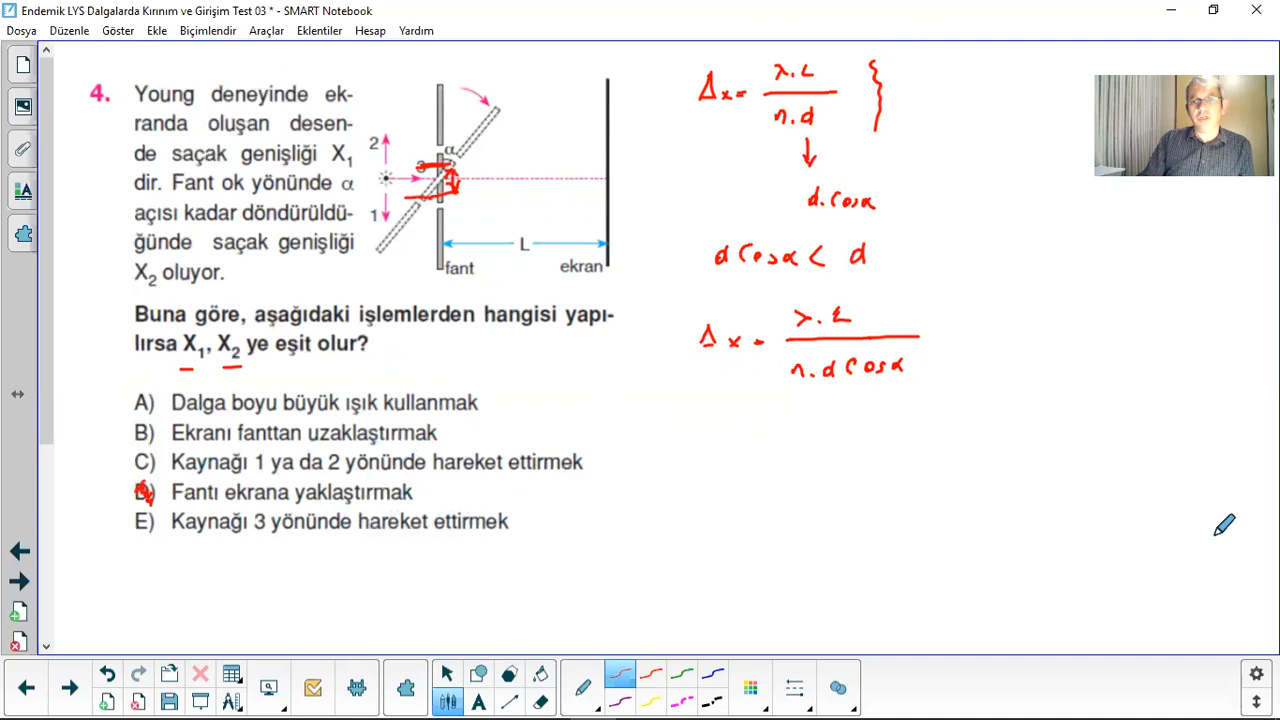 Endemik LYS Dalgalarda Kırınım ve Girişim Test 03 * - SMART Notebook
Dosya Düzenle Göster Ekle Biçimlendiri Araçlar Eklentiler Hesap Yardım
4. Young deneyinde ek-
randa oluşan desen-
de saçak genişliği X1
dir. Fant ok yönünde α
açısı kadar döndürüldü-
ğünde saçak genişliği
X2 oluyor.
2
α
3
1
L
fant
ekran
Buna göre, aşağıdaki işlemlerden hangisi yapı-
lırsa X1, X2 ye eşit olur?
A) Dalga boyu büyük ışık kullanmak
B) Ekranı fanttan uzaklaştırmak
C) Kaynağı 1 ya da 2 yönünde hareket ettirmek
D) Fantı ekrana yaklaştırmak
E) Kaynağı 3 yönünde hareket ettirmek
Δx = λ.L
n.d
d.Cosα
d Cosα < d
Δx = λ.L
n.d Cosα